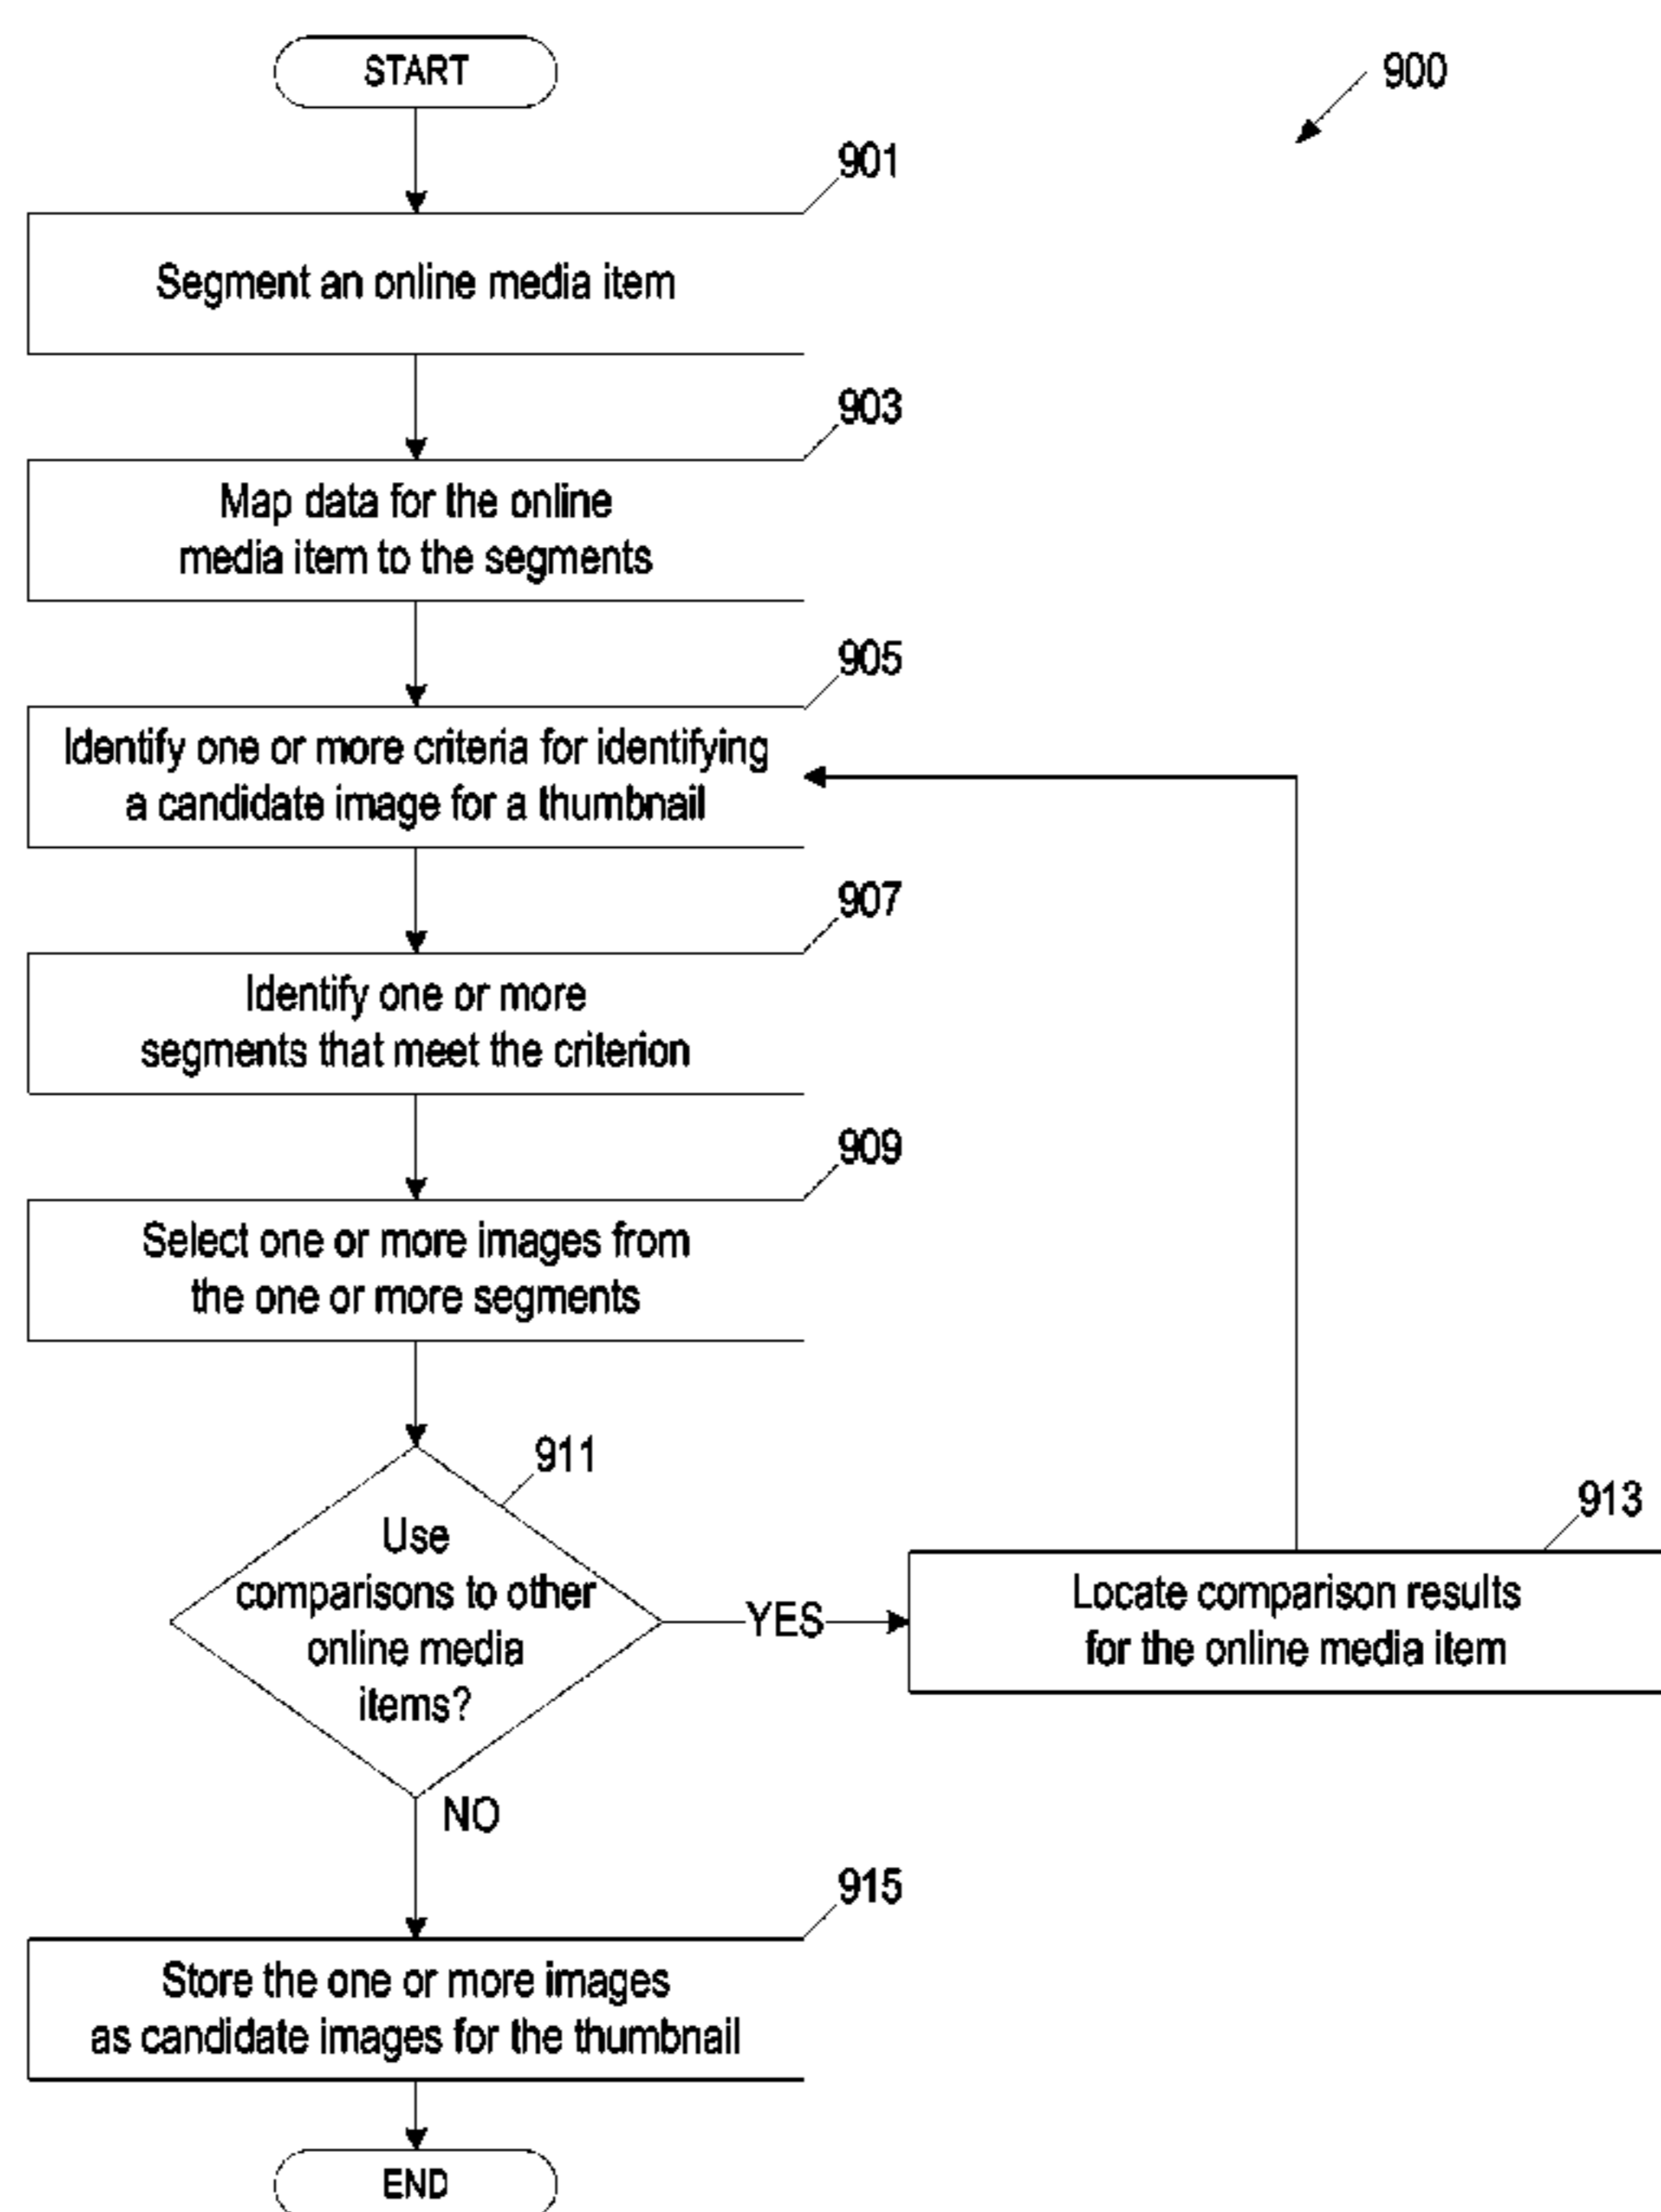 START
900
901
Segment an online media item
903
Map data for the online
media item to the segments
905
Identify one or more criteria for identifying
a candidate image for a thumbnail
907
Identify one or more
segments that meet the criterion
909
Select one or more images from
the one or more segments
911
Use
comparisons to other
online media
items?
YES
913
Locate comparison results
for the online media item
NO
915
Store the one or more images
as candidate images for the thumbnail
END